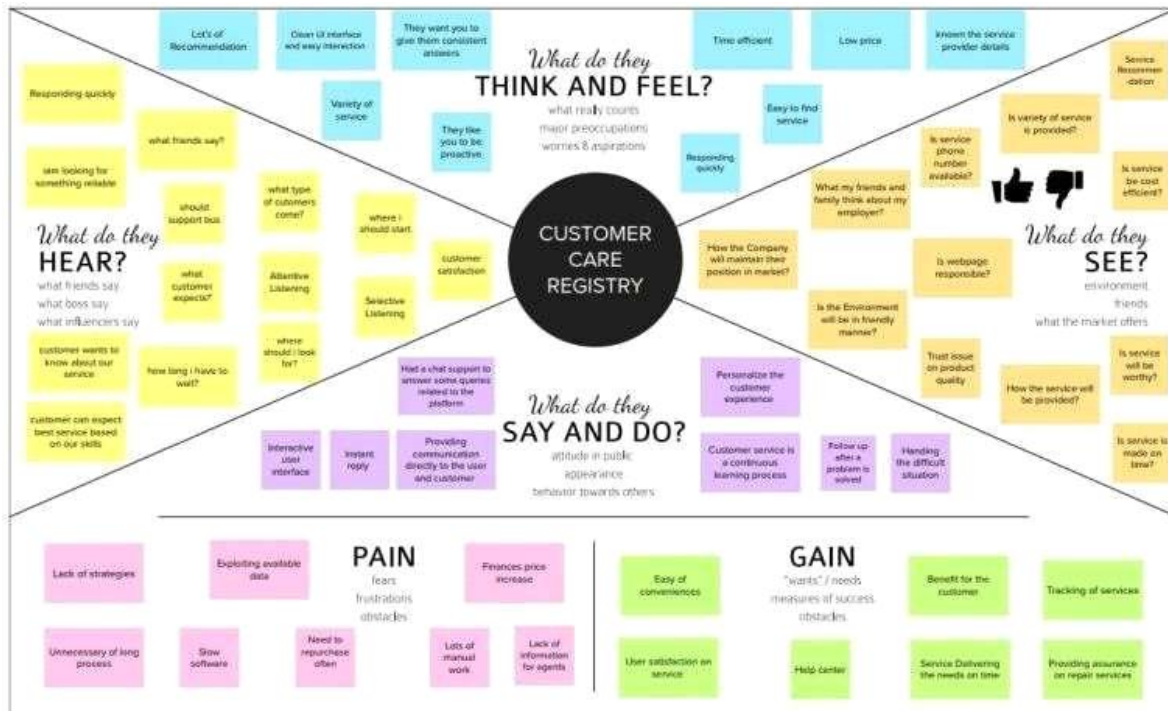 Lot's of
Recommendation
Clean UI interface
and easy interaction
They want you to
give them consistent
answers
Variety of
service
They like
you to be
proactive
What do they
THINK AND FEEL?
what really counts
major preoccupations
worries & aspirations
Time efficient
Low price
known the service
provider details
Easy to find
service
Responding
quickly
Responding quickly
what friends say?
iam looking for
something reliable
should
support bus
what type
of cutomers
come?
where i
should start
What do they
HEAR?
what friends say
what boss say
what influencers say
what
customer
expects?
Attentive
Listening
customer
satisfaction
Selective
Listening
customer wants to
know about our
service
how long i have to
wait?
where
should i look
for?
customer can expect
best service based
on our skills
CUSTOMER
CARE
REGISTRY
Service
Recommen-
dation
Is variety of service
is provided?
Is service
phone
number
available?
Is service
be cost
efficient?
What my friends and
family think about my
employer?
How the Company
will maintain their
position in market?
Is webpage
responsible?
What do they
SEE?
environment
friends
what the market offers
Is the Environment
will be in friendly
manner?
Trust issue
on product
quality
How the service will
be provided?
Is service
will be
worthy?
Is service is
made on
time?
Had a chat support to
answer some queries
related to the
platform
Interactive
user
interface
Instant
reply
Providing
communication
directly to the user
and customer
What do they
SAY AND DO?
attitude in public
appearance
behavior towards others
Personalize the
customer
experience
Customer service is
a continuous
learning process
Follow up
after a
problem is
solved
Handing
the difficult
situation
PAIN
fears
frustrations
obstacles
Lack of strategies
Exploiting available
data
Finances price
increase
Unnecessary of long
process
Slow
software
Need to
repurchase
often
Lots of
manual
work
Lack of
information
for agents
GAIN
"wants" / needs
measures of success
obstacles
Easy of
conveniences
Benefit for the
customer
Tracking of services
User satisfaction on
service
Help center
Service Delivering
the needs on time
Providing assurance
on repair services